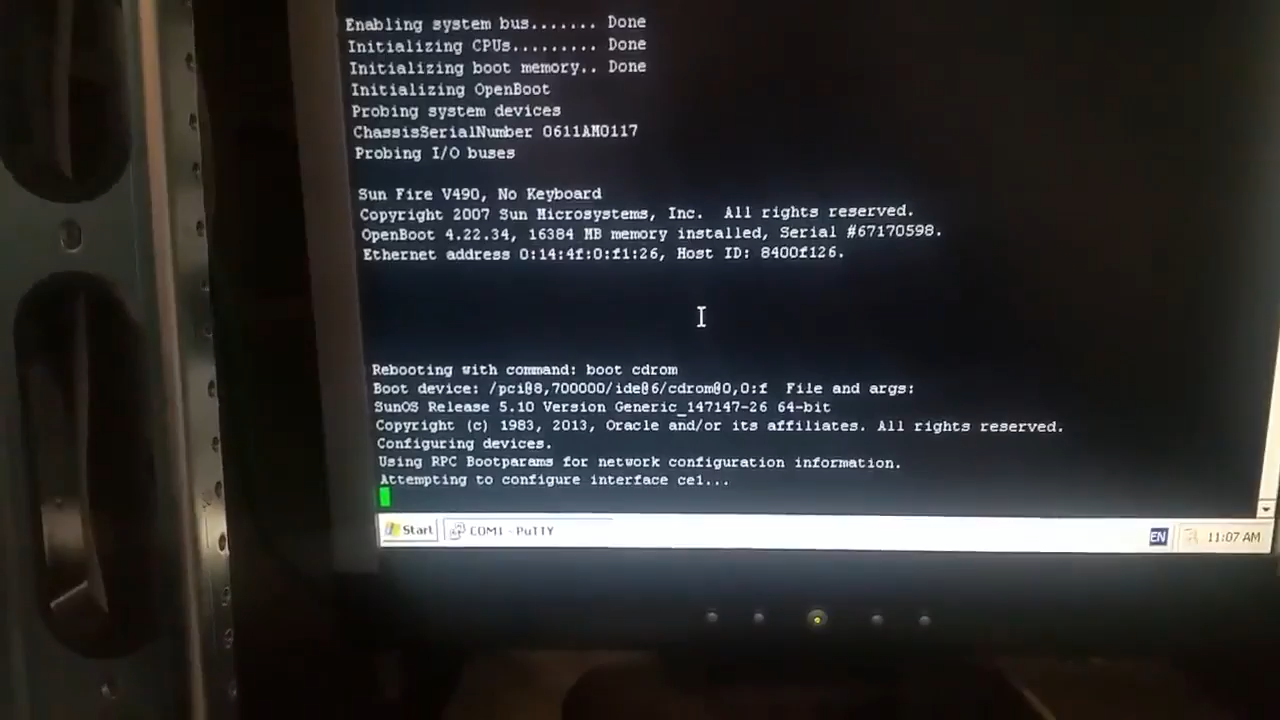 Enabling system bus....... Done
Initializing CPUs......... Done
Initializing boot memory.. Done
Initializing OpenBoot
Probing system devices
ChassisSerialNumber 0611AM0117
Probing I/O buses
Sun Fire V490, No Keyboard
Copyright 2007 Sun Microsystems, Inc.  All rights reserved.
OpenBoot 4.22.34, 16384 MB memory installed, Serial #67170598.
Ethernet address 0:14:4f:0:f1:26, Host ID: 8400f126.
Rebooting with command: boot cdrom
Boot device: /pci@8,700000/ide@6/cdrom@0,0:f  File and args:
SunOS Release 5.10 Version Generic_147147-26 64-bit
Copyright (c) 1983, 2013, Oracle and/or its affiliates. All rights reserved.
Configuring devices.
Using RPC Bootparams for network configuration information.
Attempting to configure interface ce1...
Start COM1 - PuTTY EN 11:07 AM